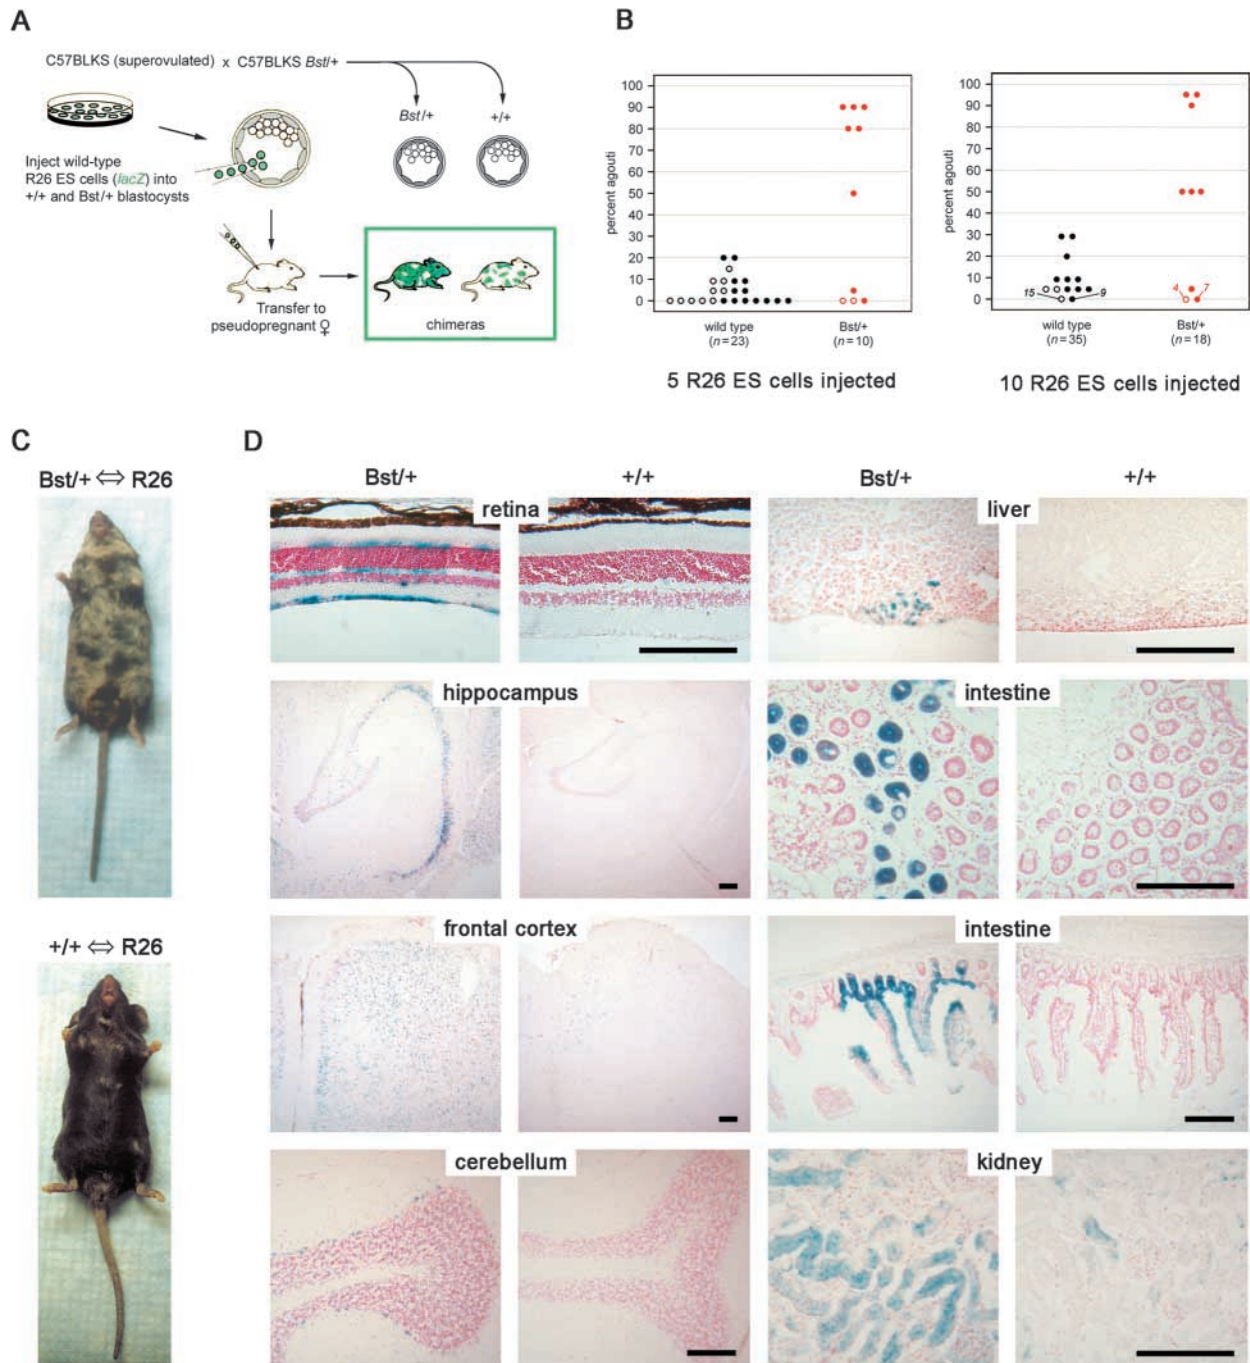 A
C57BLKS (superovulated) x C57BLKS Bst/+
Bst/+
+/+
Inject wild-type
R26 ES cells (lacZ) into
+/+ and Bst/+ blastocysts
Transfer to
pseudopregnant ♀
chimeras
B
percent agouti
100
90
80
70
60
50
40
30
20
10
0
wild type
(n=23)
Bst/+
(n=10)
5 R26 ES cells injected
percent agouti
100
90
80
70
60
50
40
30
20
10
0
15
9
4
7
wild type
(n=35)
Bst/+
(n=18)
10 R26 ES cells injected
C
Bst/+ ⇔ R26
+/+ ⇔ R26
D
Bst/+
+/+
Bst/+
+/+
retina
liver
hippocampus
intestine
frontal cortex
intestine
cerebellum
kidney